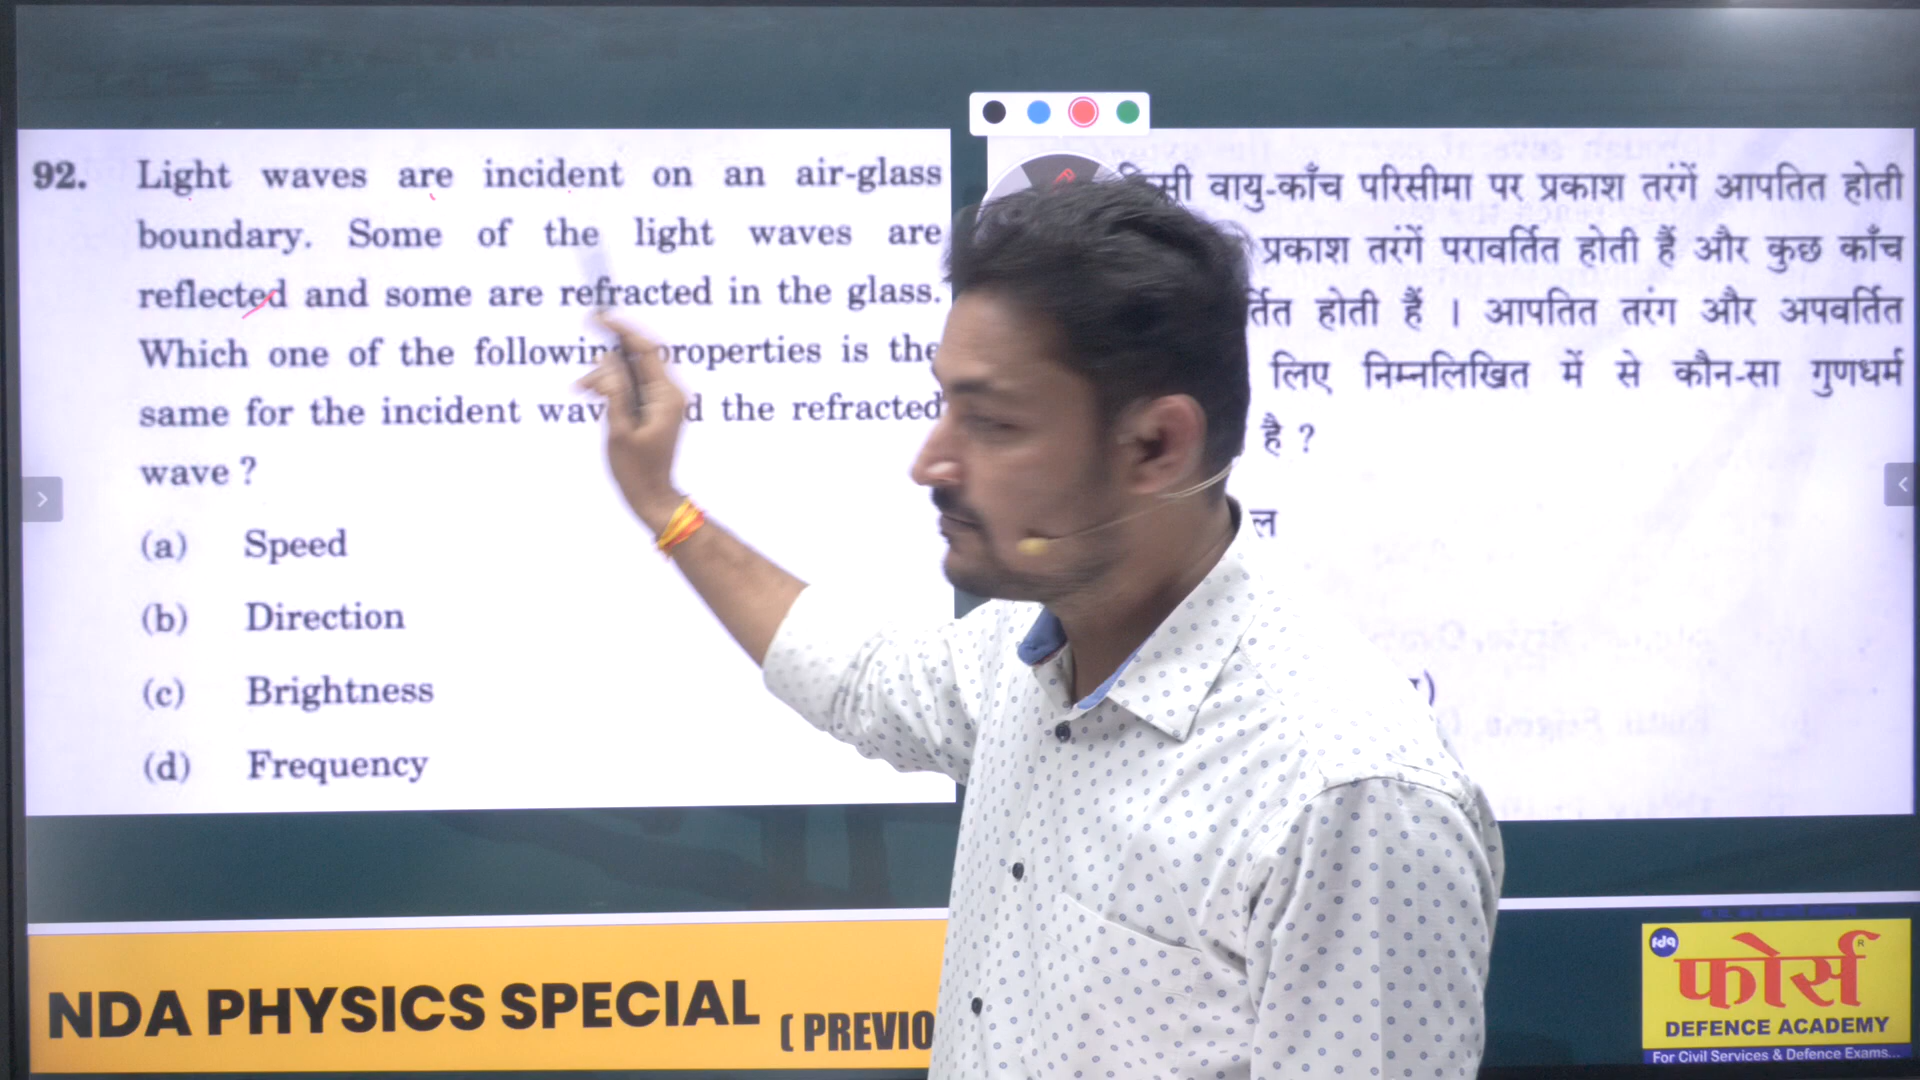 92. Light waves are incident on an air-glass
boundary. Some of the light waves are
reflected and some are refracted in the glass.
Which one of the following properties is the
same for the incident the refracted
wave ?
(a) Speed
(b) Direction
(c) Brightness
(d) Frequency
वायु-काँच परिसीमा पर प्रकाश तरंगें आपतित होती
प्रकाश तरंगें परावर्तित होती हैं और कुछ काँच
होती हैं । आपतित तरंग और अपवर्तित
लिए निम्नलिखित में से कौन-सा गुणधर्म
है ?
NDA PHYSICS SPECIAL
fda
फोर्स
R
DEFENCE ACADEMY
For Civil Services & Defence Exams...